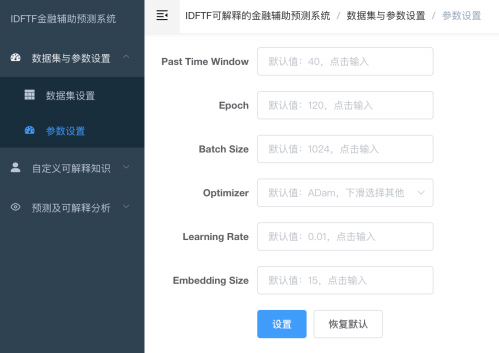 IDFTF金融辅助预测系统
IDFTF可解释的金融辅助预测系统 / 数据集与参数设置 / 参数设置
数据集与参数设置
数据集设置
参数设置
自定义可解释知识
预测及可解释分析
Past Time Window 默认值：40，点击输入
Epoch 默认值：120，点击输入
Batch Size 默认值：1024，点击输入
Optimizer 默认值：ADam，下滑选择其他
Learning Rate 默认值：0.01，点击输入
Embedding Size 默认值：15，点击输入
设置 恢复默认